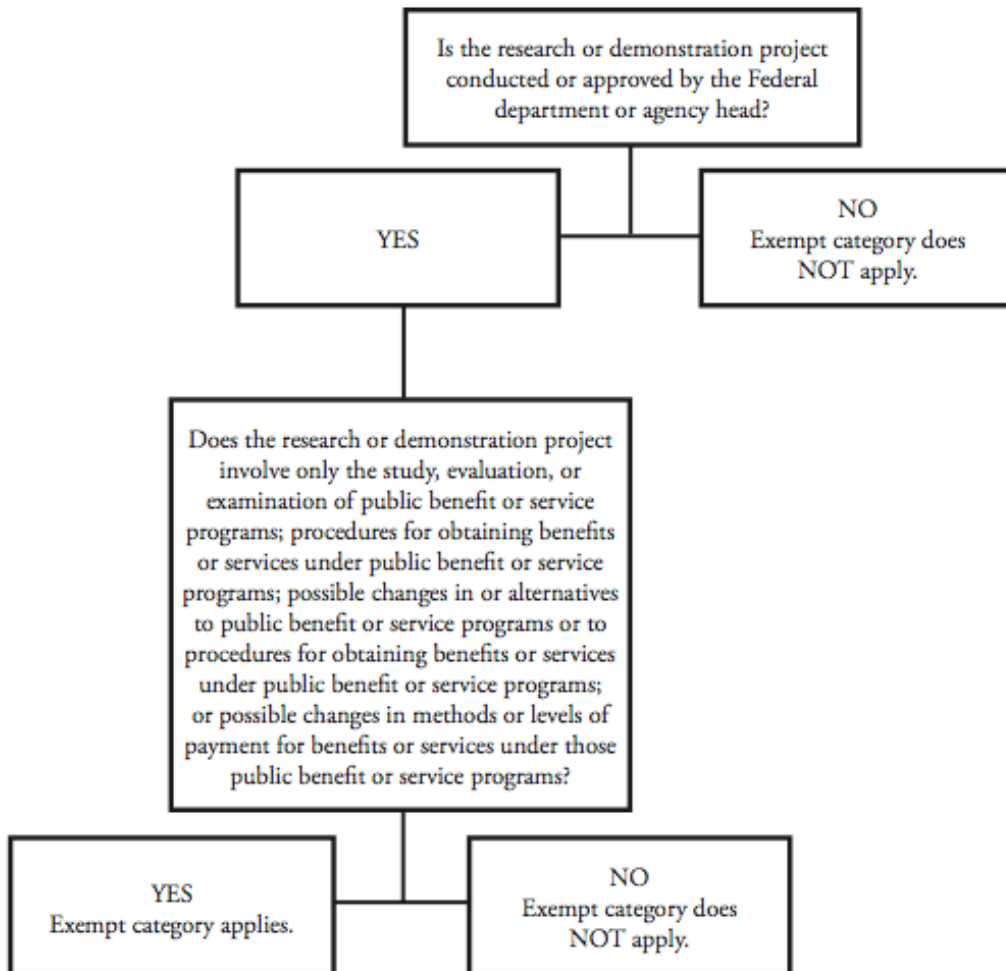 Is the research or demonstration project
conducted or approved by the Federal
department or agency head?
YES
NO
Exempt category does
NOT apply.
Does the research or demonstration project
involve only the study, evaluation, or
examination of public benefit or service
programs; procedures for obtaining benefits
or services under public benefit or service
programs; possible changes in or alternatives
to public benefit or service programs or to
procedures for obtaining benefits or services
under public benefit or service programs;
or possible changes in methods or levels of
payment for benefits or services under those
public benefit or service programs?
YES
Exempt category applies.
NO
Exempt category does
NOT apply.